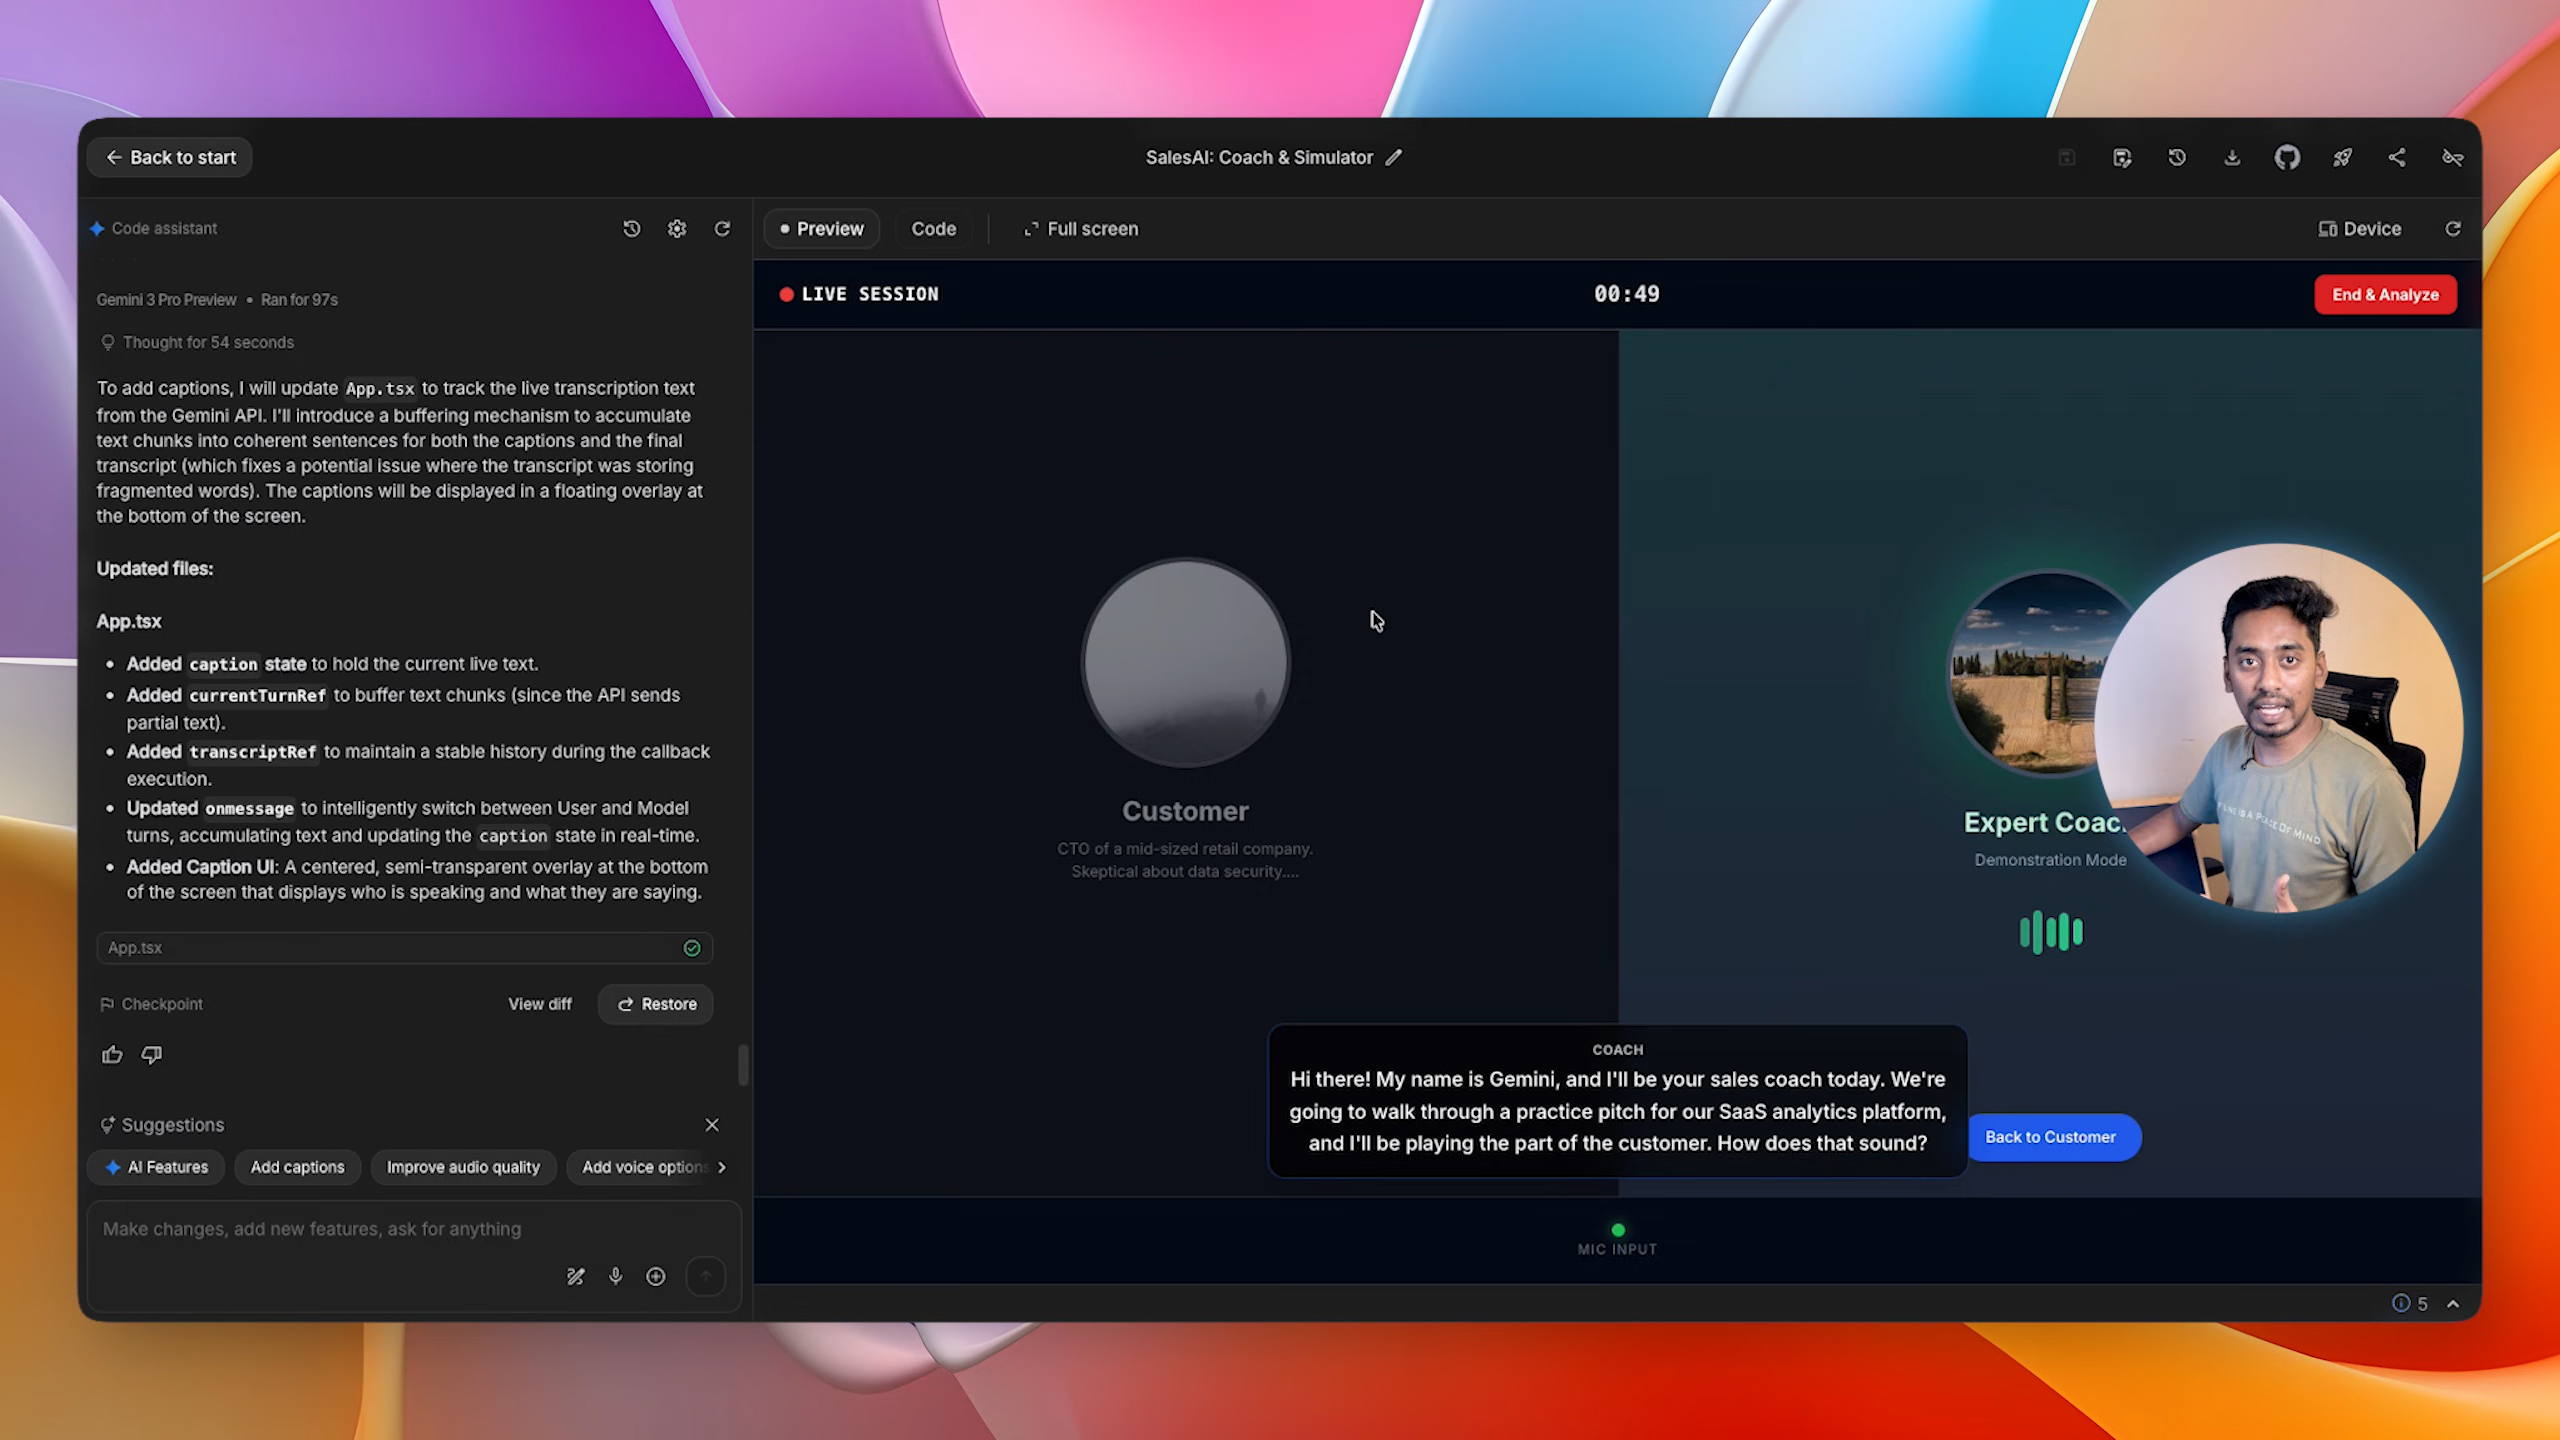 Back to start
SalesAI: Coach & Simulator
Code assistant
Gemini 3 Pro Preview • Ran for 97s
Thought for 54 seconds
To add captions, I will update App.tsx to track the live transcription text
from the Gemini API. I'll introduce a buffering mechanism to accumulate
text chunks into coherent sentences for both the captions and the final
transcript (which fixes a potential issue where the transcript was storing
fragmented words). The captions will be displayed in a floating overlay at
the bottom of the screen.
Updated files:
App.tsx
• Added caption state to hold the current live text.
• Added currentTurnRef to buffer text chunks (since the API sends
partial text).
• Added transcriptRef to maintain a stable history during the callback
execution.
• Updated onmessage to intelligently switch between User and Model
turns, accumulating text and updating the caption state in real-time.
• Added Caption UI: A centered, semi-transparent overlay at the bottom
of the screen that displays who is speaking and what they are saying.
App.tsx
Checkpoint
View diff
Restore
Suggestions
AI Features
Add captions
Improve audio quality
Add voice options
Make changes, add new features, ask for anything
Preview
Code
Full screen
Device
LIVE SESSION
00:49
End & Analyze
Customer
CTO of a mid-sized retail company.
Skeptical about data security....
Expert Coac
Demonstration Mode
COACH
Hi there! My name is Gemini, and I'll be your sales coach today. We're
going to walk through a practice pitch for our SaaS analytics platform,
and I'll be playing the part of the customer. How does that sound?
Back to Customer
MIC INPUT
5